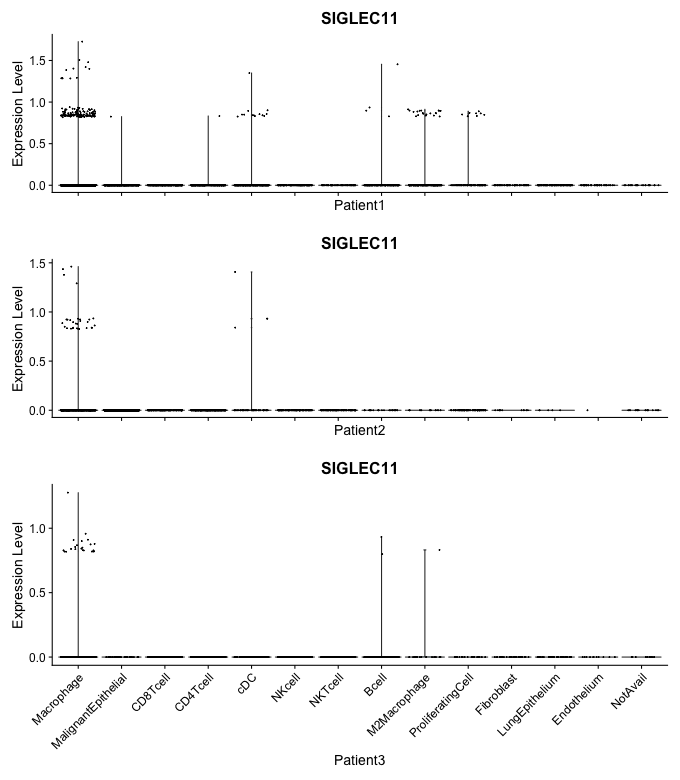 SIGLEC11
Expression Level
1.5
1.0
0.5
0.0
Patient1
SIGLEC11
Expression Level
1.5
1.0
0.5
0.0
Patient2
SIGLEC11
Expression Level
1.0
0.5
0.0
Macrophage
MalignantEpithelial
CD8Tcell
CD4Tcell
cDC
NKcell
NKTcell
Bcell
M2Macrophage
ProliferatingCell
Fibroblast
LungEpithelium
Endothelium
NotAvail
Patient3